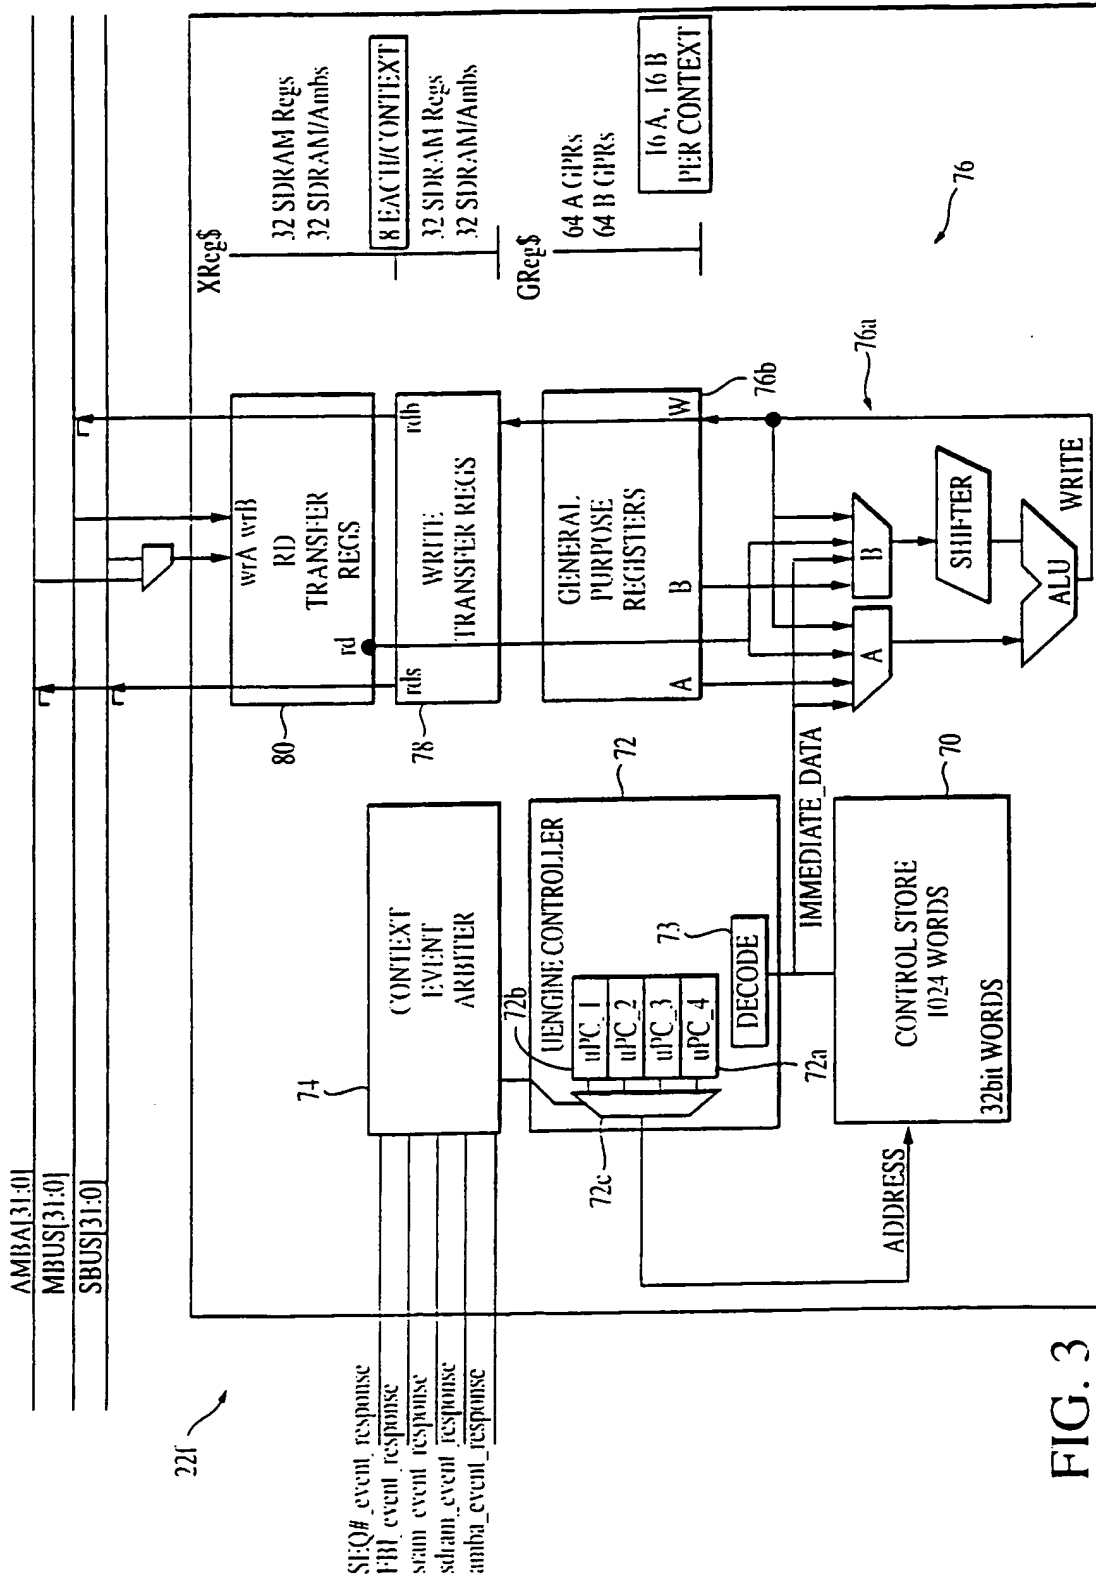 AMBA[31:0]
MBUS[31:0]
SBUS[31:0]
22f
SEQ#_event_response
FBI_event_response
sram_event_response
sdram_event_response
amba_event_response
74
CONTEXT
EVENT
ARBITER
72b
UENGINE CONTROLLER
72
uPC_1
uPC_2
uPC_3
uPC_4
72a
72c
73
DECODE
ADDRESS
IMMEDIATE_DATA
70
CONTROL STORE
1024 WORDS
32bit WORDS
80
wrA wrB
RD
TRANSFER
REGS
rd
78
rds
WRITE
TRANSFER REGS
rdb
GENERAL
PURPOSE
REGISTERS
A
B
W
76b
76a
A
B
SHIFTER
ALU
WRITE
XReg$
32 SDRAM Regs
32 SDRAM/Ambs
8 EACH/CONTEXT
32 SDRAM Regs
32 SDRAM/Ambs
GReg$
64 A GPRs
64 B GPRs
16 A, 16 B
PER CONTEXT
76
FIG. 3